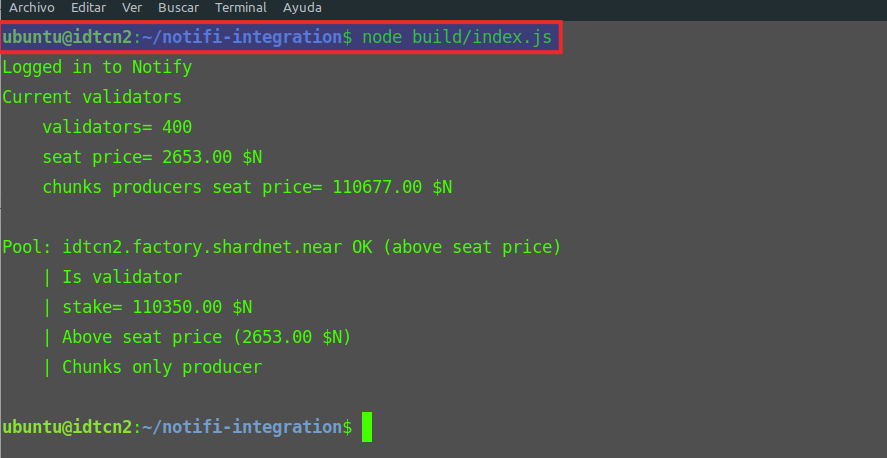 Archivo Editar Ver Buscar Terminal Ayuda
ubuntu@idtcn2:~/notifi-integration$ node build/index.js
Logged in to Notify
Current validators
    validators= 400
    seat price= 2653.00 $N
    chunks producers seat price= 110677.00 $N
Pool: idtcn2.factory.shardnet.near OK (above seat price)
    | Is validator
    | stake= 110350.00 $N
    | Above seat price (2653.00 $N)
    | Chunks only producer
ubuntu@idtcn2:~/notifi-integration$